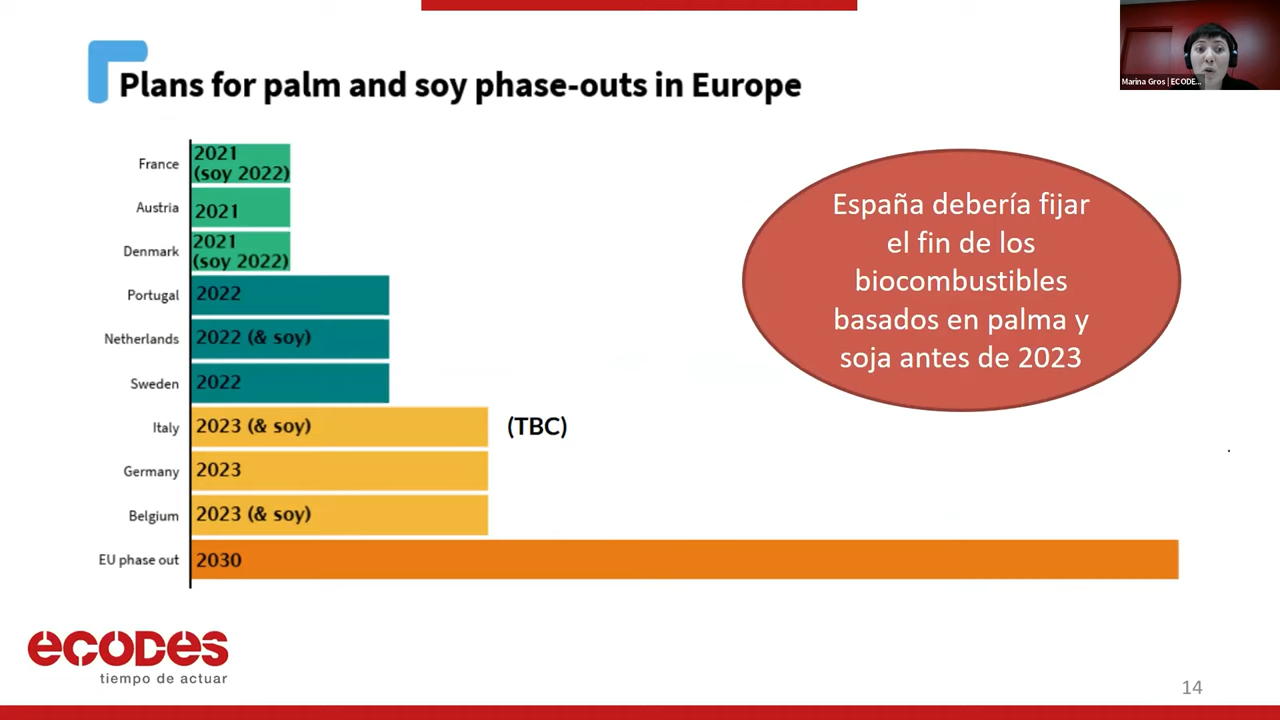 Marina Gros | ECODE...
Plans for palm and soy phase-outs in Europe
France
2021
(soy 2022)
Austria
2021
Denmark
2021
(soy 2022)
Portugal
2022
Netherlands
2022 (& soy)
Sweden
2022
Italy
2023 (& soy)
(TBC)
Germany
2023
Belgium
2023 (& soy)
EU phase out
2030
España debería fijar
el fin de los
biocombustibles
basados en palma y
soja antes de 2023
ecodes
tiempo de actuar
14